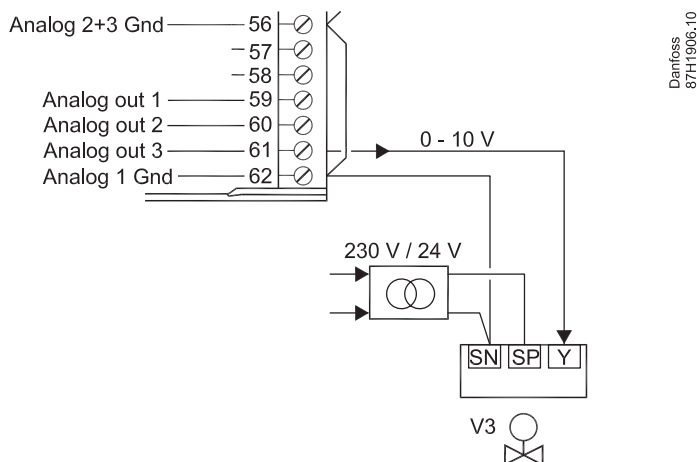 Analog 2+3 Gnd 56
57
58
Analog out 1 59
Analog out 2 60
Analog out 3 61
0 - 10 V
Analog 1 Gnd 62
230 V / 24 V
SN SP Y
V3
Danfoss
87H1906.10